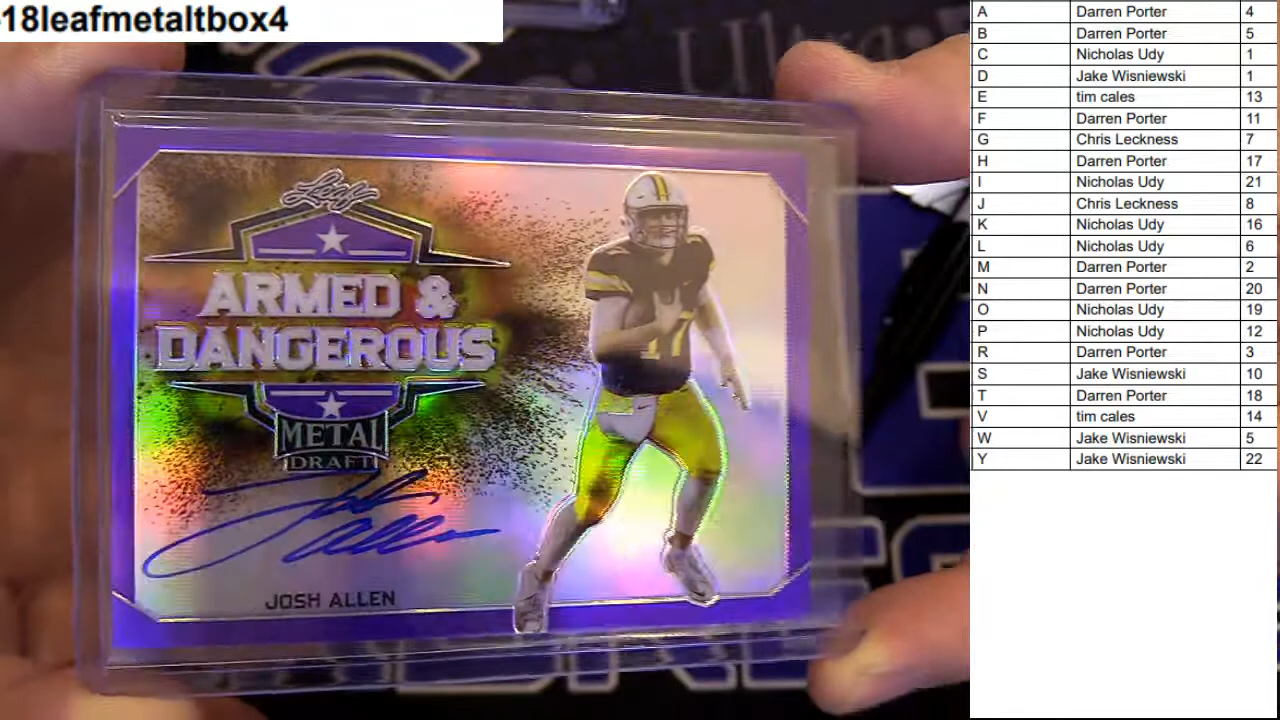 -18leafmetaltbox4
Leaf
ARMED &
DANGEROUS
METAL
DRAFT
Josh Allen
JOSH ALLEN
17
A Darren Porter 4
B Darren Porter 5
C Nicholas Udy 1
D Jake Wisniewski 1
E tim cales 13
F Darren Porter 11
G Chris Leckness 7
H Darren Porter 17
I Nicholas Udy 21
J Chris Leckness 8
K Nicholas Udy 16
L Nicholas Udy 6
M Darren Porter 2
N Darren Porter 20
O Nicholas Udy 19
P Nicholas Udy 12
R Darren Porter 3
S Jake Wisniewski 10
T Darren Porter 18
V tim cales 14
W Jake Wisniewski 5
Y Jake Wisniewski 22